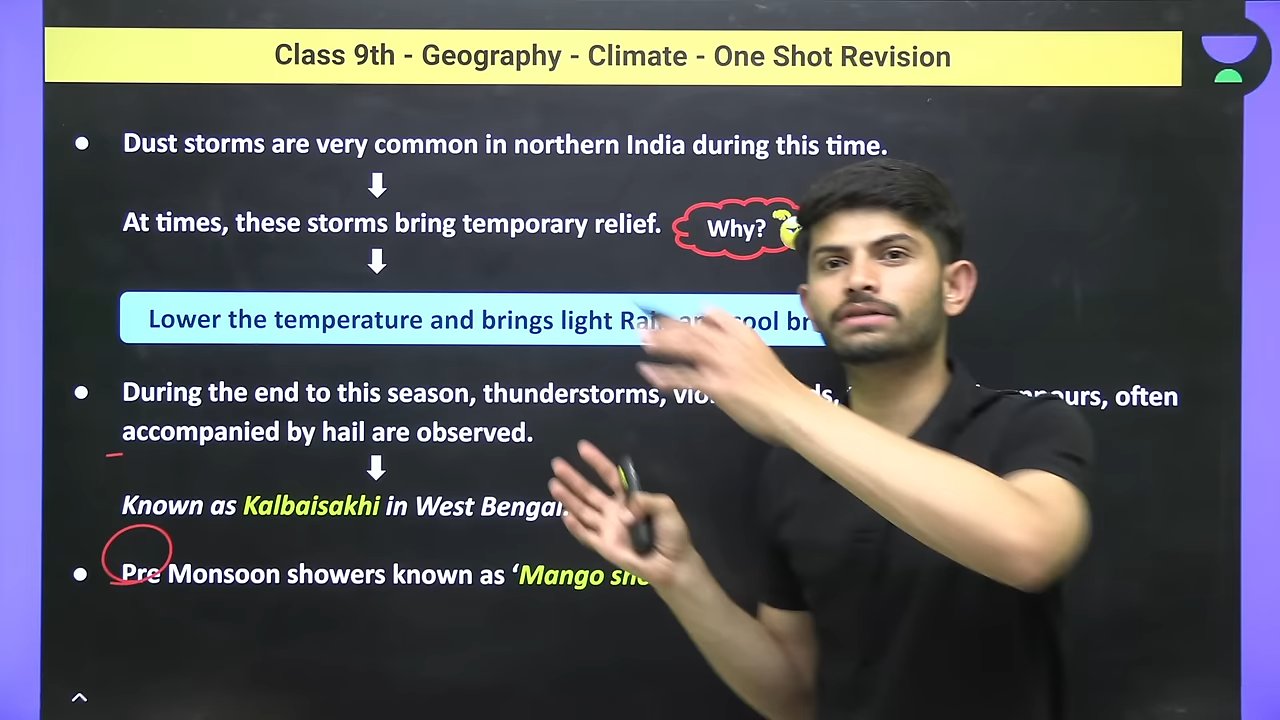 Class 9th - Geography - Climate - One Shot Revision
Dust storms are very common in northern India during this time.
At times, these storms bring temporary relief.
Why?
Lower the temperature and brings light
During the end to this season, thunderstorms, often
accompanied by hail are observed.
Known as Kalbaisakhi in West Bengal.
Pre Monsoon showers known as ‘Mango